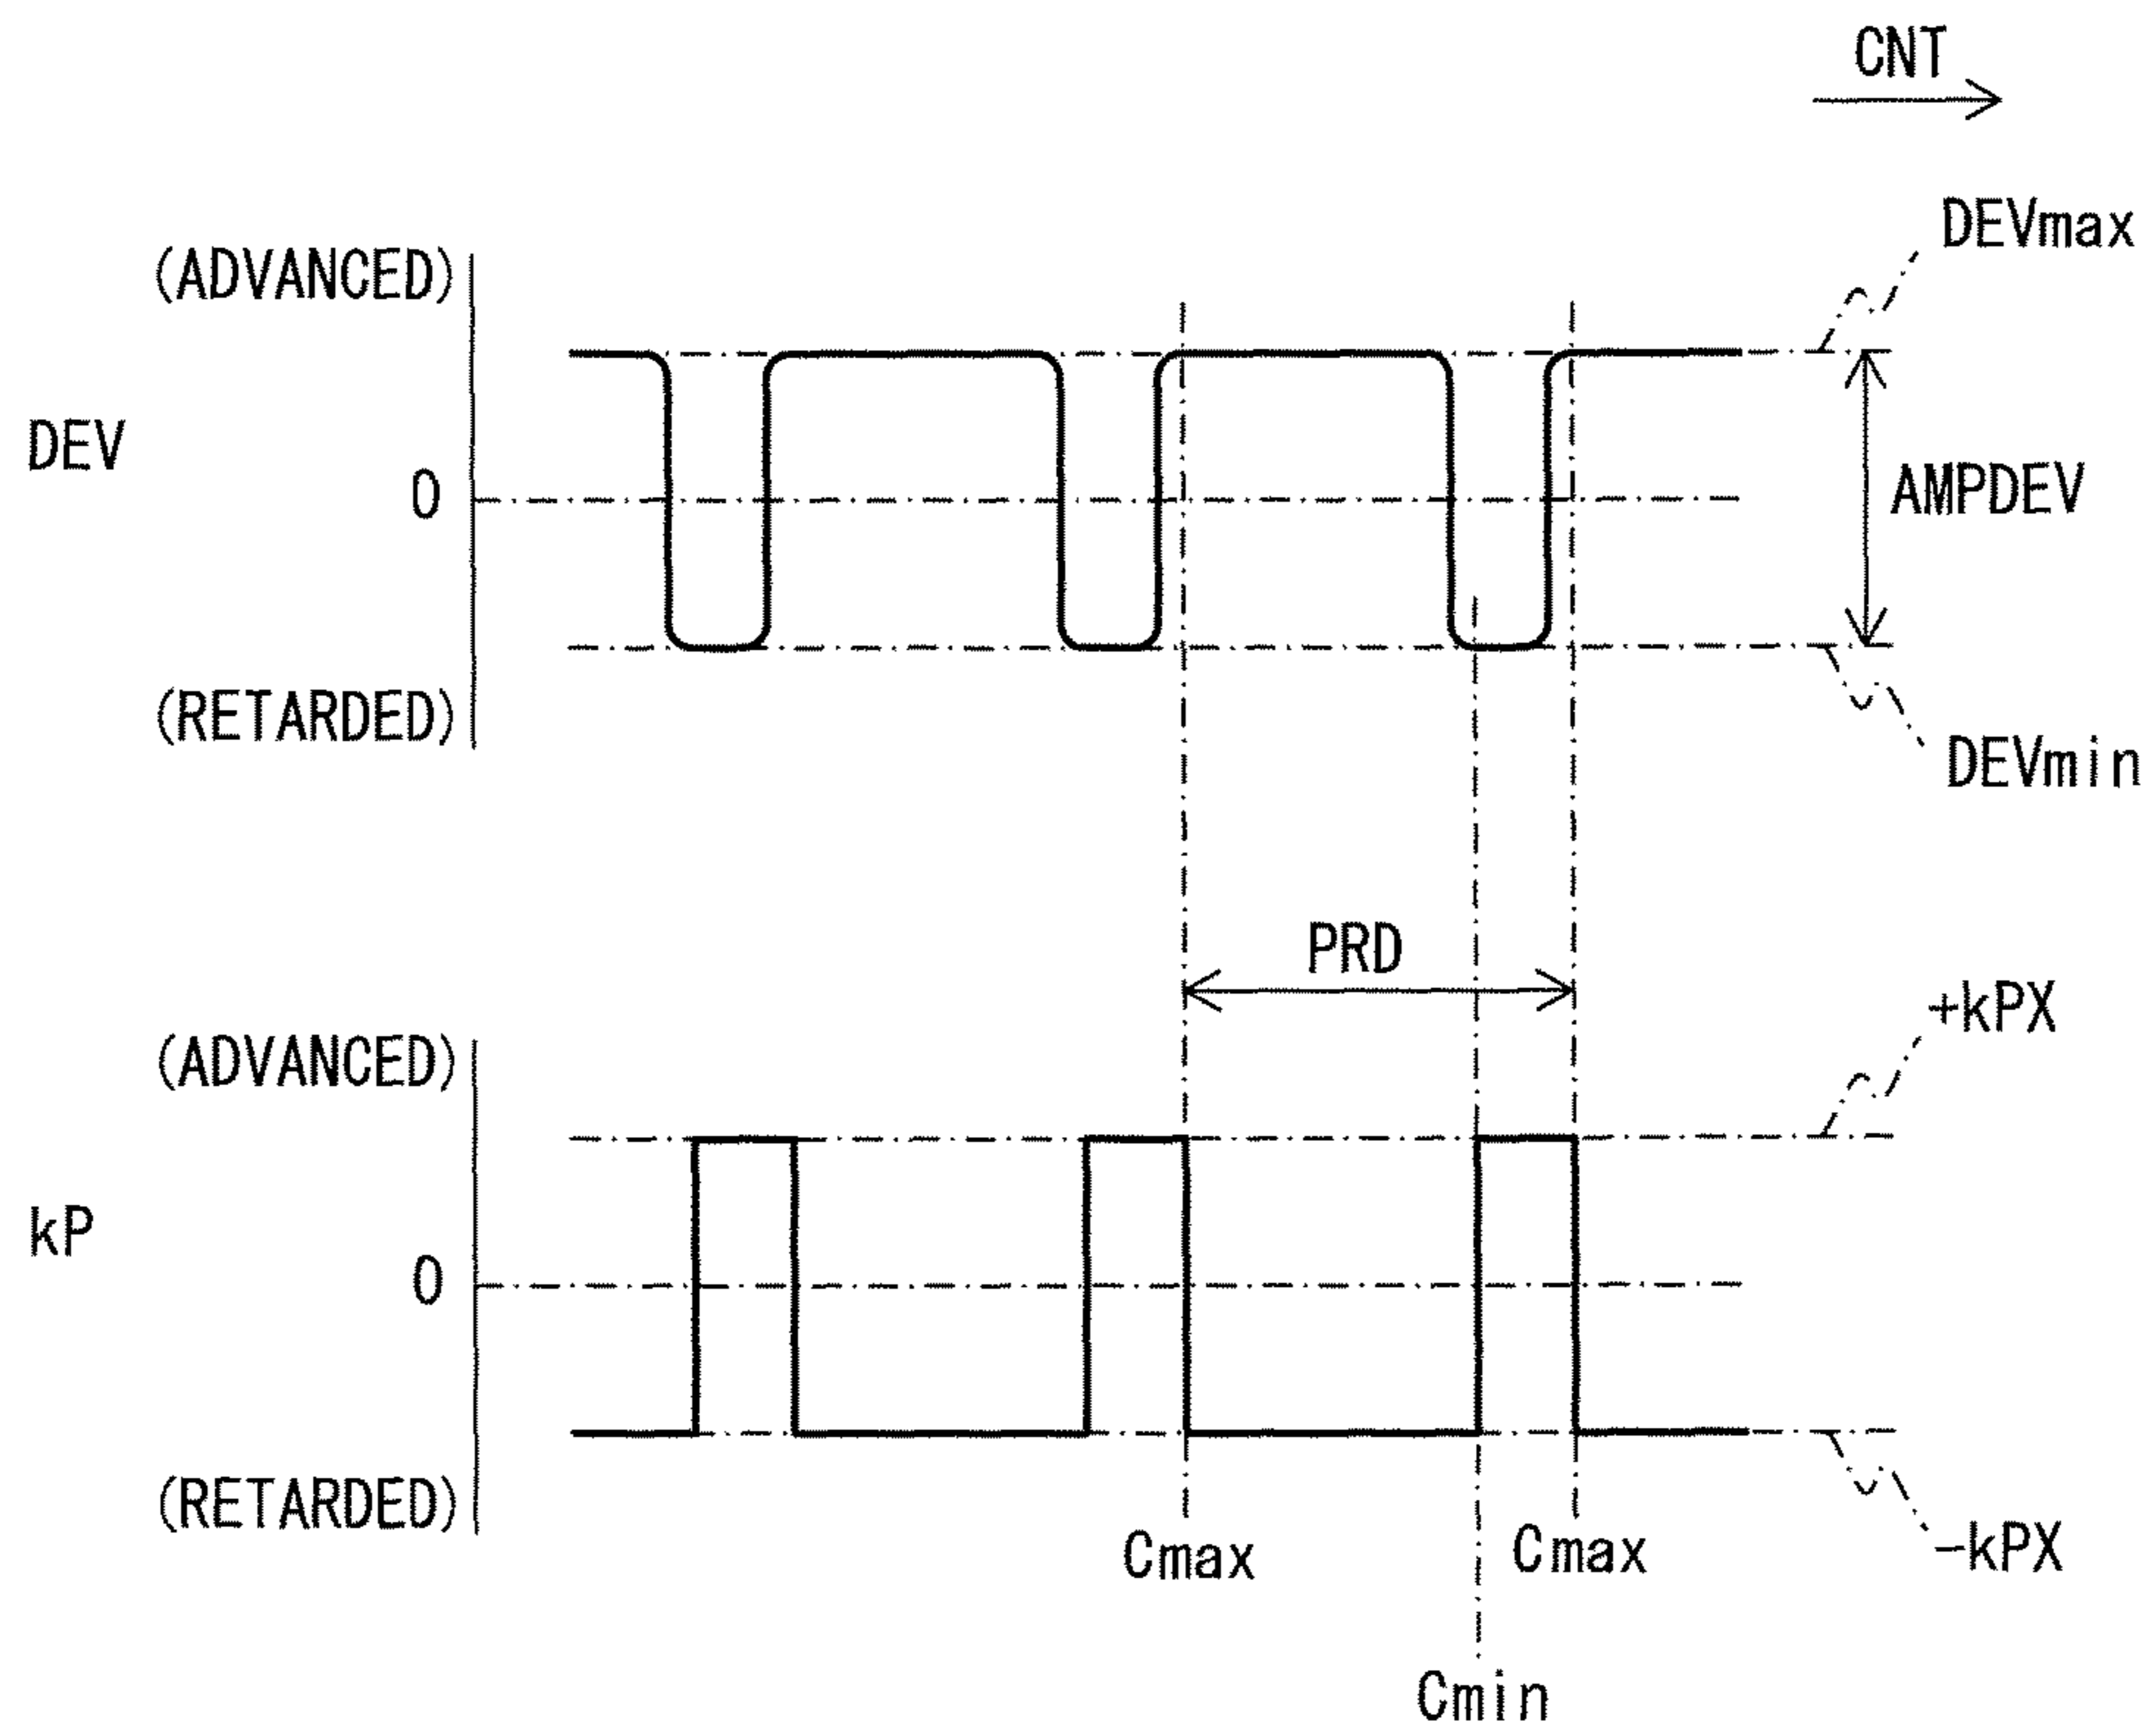 CNT
DEVmax
(ADVANCED)
DEV
0
AMPDEV
(RETARDED)
DEVmin
PRD
+kPX
(ADVANCED)
kP
0
(RETARDED)
Cmax
Cmax
-kPX
Cmin